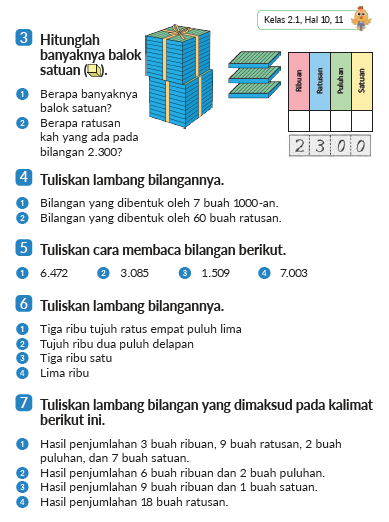 Kelas 2.1, Hal 10, 11
3 Hitunglah
banyaknya balok
satuan ( ).
1 Berapa banyaknya
balok satuan?
2 Berapa ratusan
kah yang ada pada
bilangan 2.300?
Ribuan Ratusan Puluhan Satuan
2 3 0 0
4 Tuliskan lambang bilangannya.
1 Bilangan yang dibentuk oleh 7 buah 1000-an.
2 Bilangan yang dibentuk oleh 60 buah ratusan.
5 Tuliskan cara membaca bilangan berikut.
1 6.472 2 3.085 3 1.509 4 7.003
6 Tuliskan lambang bilangannya.
1 Tiga ribu tujuh ratus empat puluh lima
2 Tujuh ribu dua puluh delapan
3 Tiga ribu satu
4 Lima ribu
7 Tuliskan lambang bilangan yang dimaksud pada kalimat
berikut ini.
1 Hasil penjumlahan 3 buah ribuan, 9 buah ratusan, 2 buah
puluhan, dan 7 buah satuan.
2 Hasil penjumlahan 6 buah ribuan dan 2 buah puluhan.
3 Hasil penjumlahan 9 buah ribuan dan 1 buah satuan.
4 Hasil penjumlahan 18 buah ratusan.